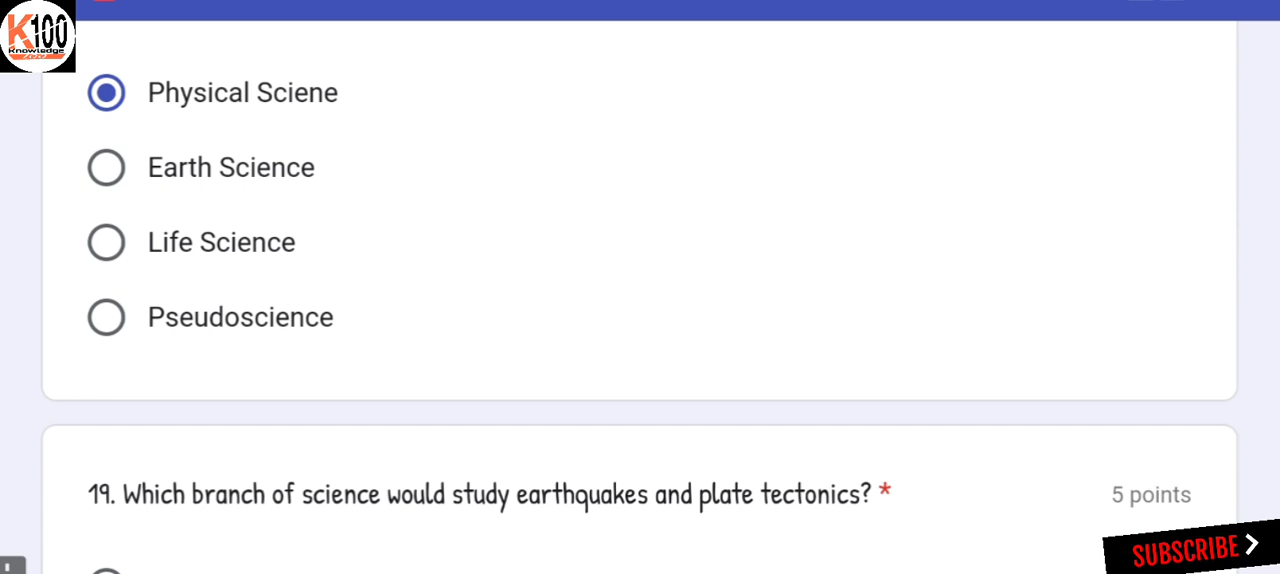 K100
Knowledge
Physical Sciene
Earth Science
Life Science
Pseudoscience
19. Which branch of science would study earthquakes and plate tectonics? *
5 points
SUBSCRIBE